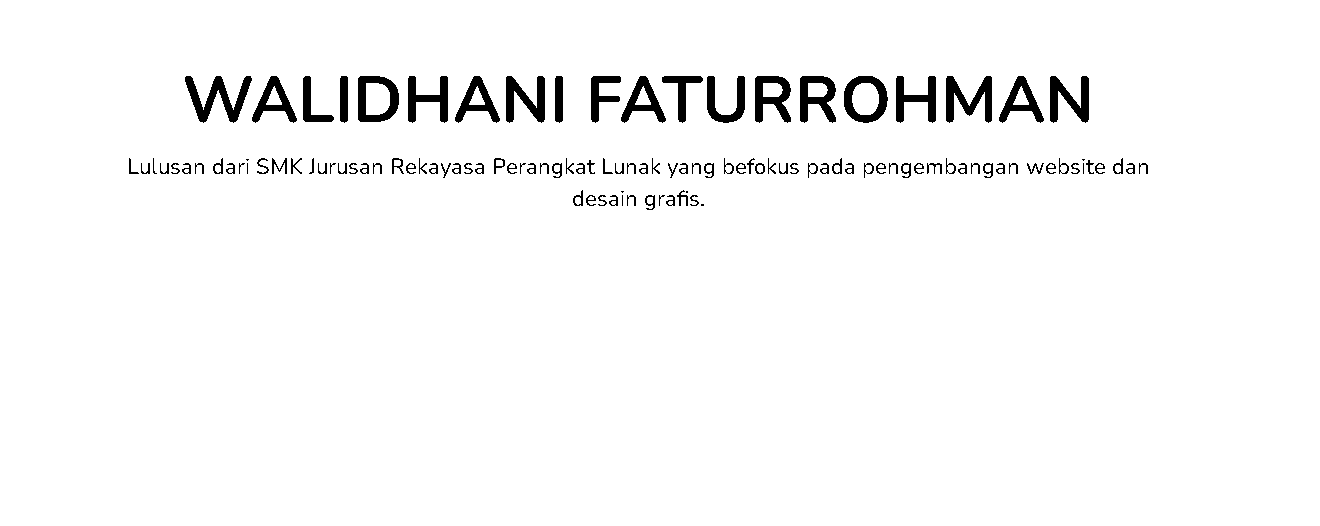 WALIDHANI FATURROHMAN
Lulusan dari SMK Jurusan Rekayasa Perangkat Lunak yang befokus pada pengembangan website dan
desain grafis.